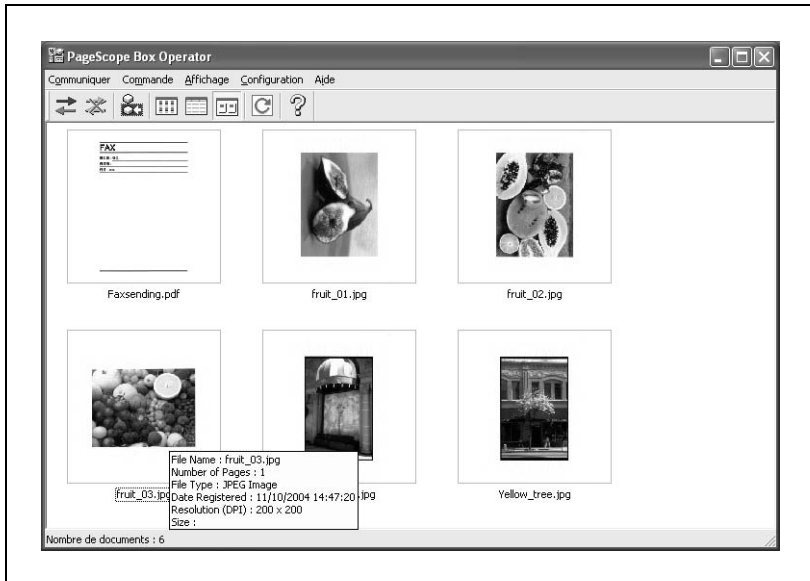 PageScope Box Operator
Communiquer Commande Affichage Configuration Aide
FAX
Faxsending.pdf
fruit_01.jpg
fruit_02.jpg
File Name : fruit_03.jpg
Number of Pages : 1
File Type : JPEG Image
fruit_03.jpg
Date Registered : 11/10/2004 14:47:20
.jpg
Yellow_tree.jpg
Resolution (DPI) : 200 x 200
Size :
Nombre de documents : 6